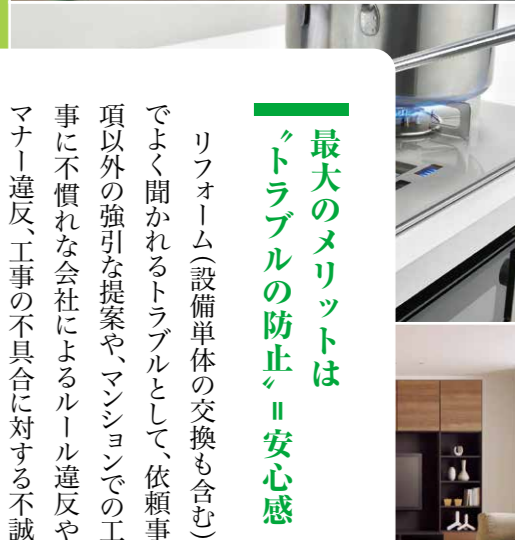 最大のメリットは
〝トラブルの防止〟＝安心感
リフォーム（設備単体の交換も含む）
でよく聞かれるトラブルとして、依頼事
項以外の強引な提案や、マンションでの工
事に不慣れな会社によるルール違反や
マナー違反、工事の不具合に対する不誠